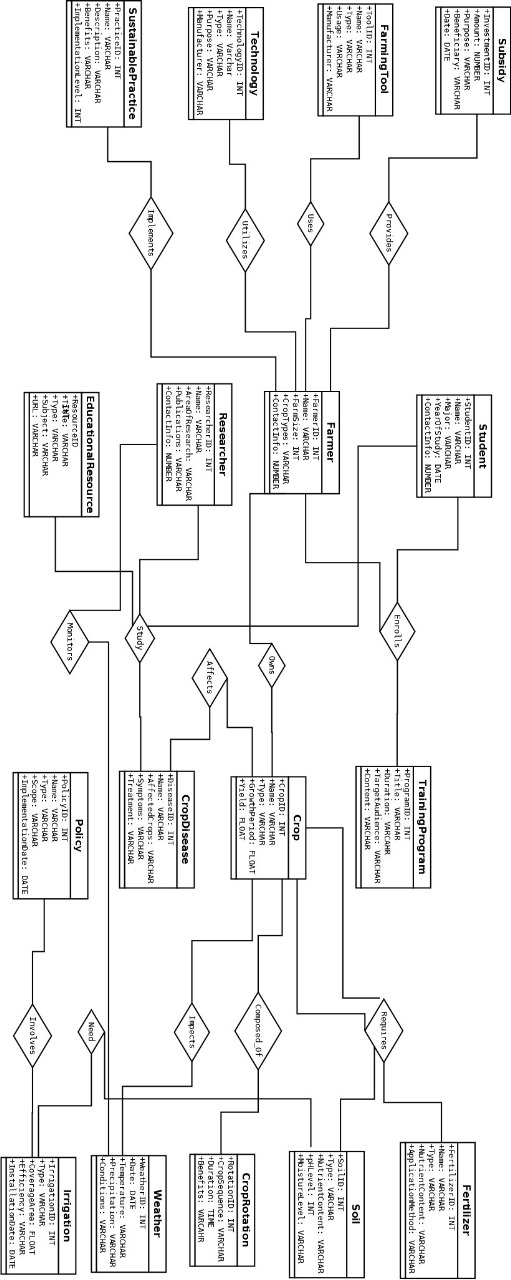 Subsidy
+InvestmentID: INT
+Amount: NUMBER
+Purpose: VARCHAR
+Beneficiary: VARCHAR
+Date: DATE
FarmingTool
+ToolID: INT
+Name: VARCHAR
+Type: VARCHAR
+Usage: VARCHAR
+Manufacturer: VARCHAR
Technology
+TechnologyID: INT
+Name: Varchar
+Type: VARCHAR
+Purpose: VARCHAR
+Manufacturer: VARCHAR
SustainablePractice
+PracticeID: INT
+Name: VARCHAR
+Description: VARCHAR
+Benefits: VARCHAR
+ImplementationLevel: INT
Provides
Uses
Utilizes
Implements
Student
+StudentID: INT
+Name: VARCHAR
+Major: VARCHAR
+YearOfStudy: DATE
+ContactInfo: NUMBER
Farmer
+FarmerID: INT
+Name: VARCHAR
+FarmSize: INT
+CropTypes: VARCHAR
+ContactInfo: NUMBER
Researcher
+ResearcherID: INT
+Name: VARCHAR
+AreaOfResearch: VARCHAR
+Publications: VARCHAR
+ContactInfo: NUMBER
EducationalResource
+ResourceID
INT
+Title: VARCHAR
+Type: VARCHAR
+Subject: VARCHAR
+URL: VARCHAR
Enrolls
Owns
Affects
Study
Monitors
TrainingProgram
+ProgramID: INT
+Title: VARCHAR
+Duration: VARCAHR
+TargetAudience: VARCHAR
+Content: VARCHAR
Crop
+CropID: INT
+Name: VARCHAR
+Type: VARCHAR
+GrowthPeriod: FLOAT
+Yield: FLOAT
CropDisease
+DiseaseID: INT
+Name: VARCHAR
+AffectedCrops: VARCHAR
+Symptoms: VARCHAR
+Treatment: VARCHAR
Policy
+PolicyID: INT
+Name: VARCHAR
+Type: VARCHAR
+Scope: VARCHAR
+ImplementationDate: DATE
Requires
Composed_Of
Impacts
Need
Involves
Fertilizer
+FertilizerID: INT
+Name: VARCHAR
+Type: VARCHAR
+NutrientContent: VARCHAR
+ApplicationMethod: VARCHAR
Soil
+SoilID: INT
+Type: VARCHAR
+NutrientContent: VARCHAR
+pHLevel: INT
+MoistureLevel: VARCHAR
CropRotation
+RotationID: INT
+CropSequence: VARCHAR
+Duration: TIME
+Benefits: VARCAHR
Weather
+WeatherID: INT
+Date: DATE
+Temperature: VARCHAR
+Precipitation: VARCHAR
+Conditions: VARCHAR
Irrigation
+IrrigationID: INT
+Type: VARCHAR
+CoverageArea: FLOAT
+Efficiency: VARCHAR
+InstallationDate: DATE